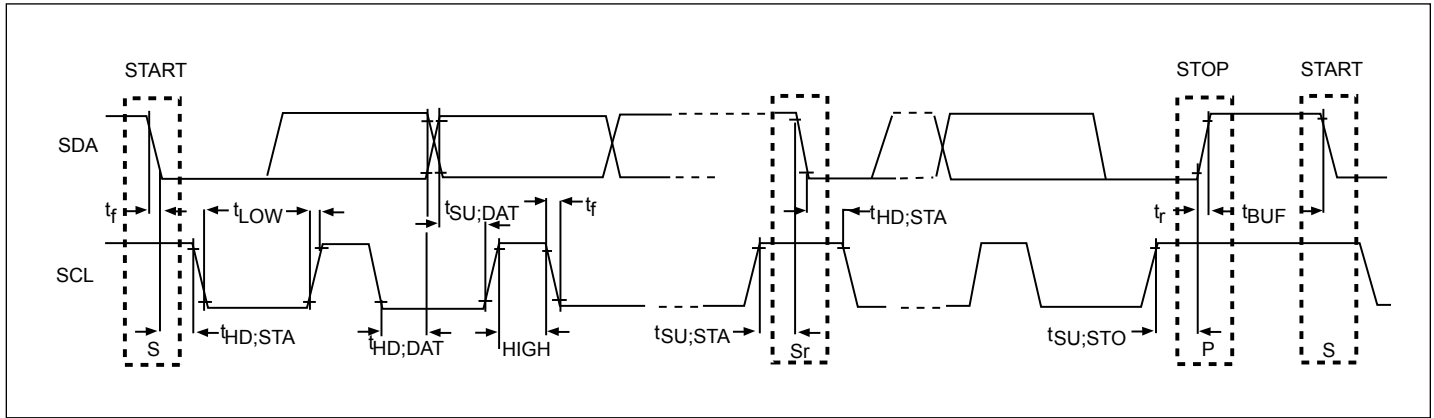 START STOP START
SDA
tf tLOW tSU;DAT tf tHD;STA tr tBUF
SCL
tHD;STA tHD;DAT HIGH tSU;STA tSU;STO
S Sr P S